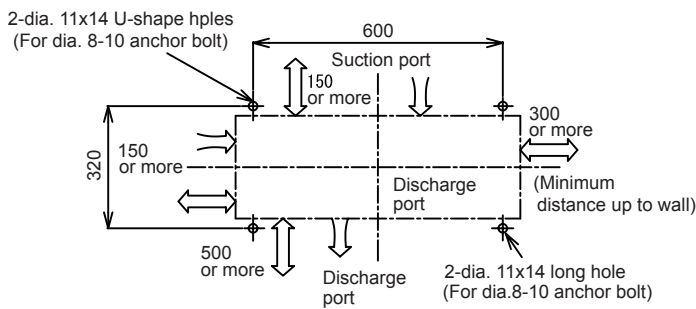 2-dia. 11x14 U-shape hples
(For dia. 8-10 anchor bolt)
600
Suction port
150
or more
300
or more
320
150
or more
Discharge
port
(Minimum
distance up to wall)
500
or more
Discharge
port
2-dia. 11x14 long hole
(For dia.8-10 anchor bolt)